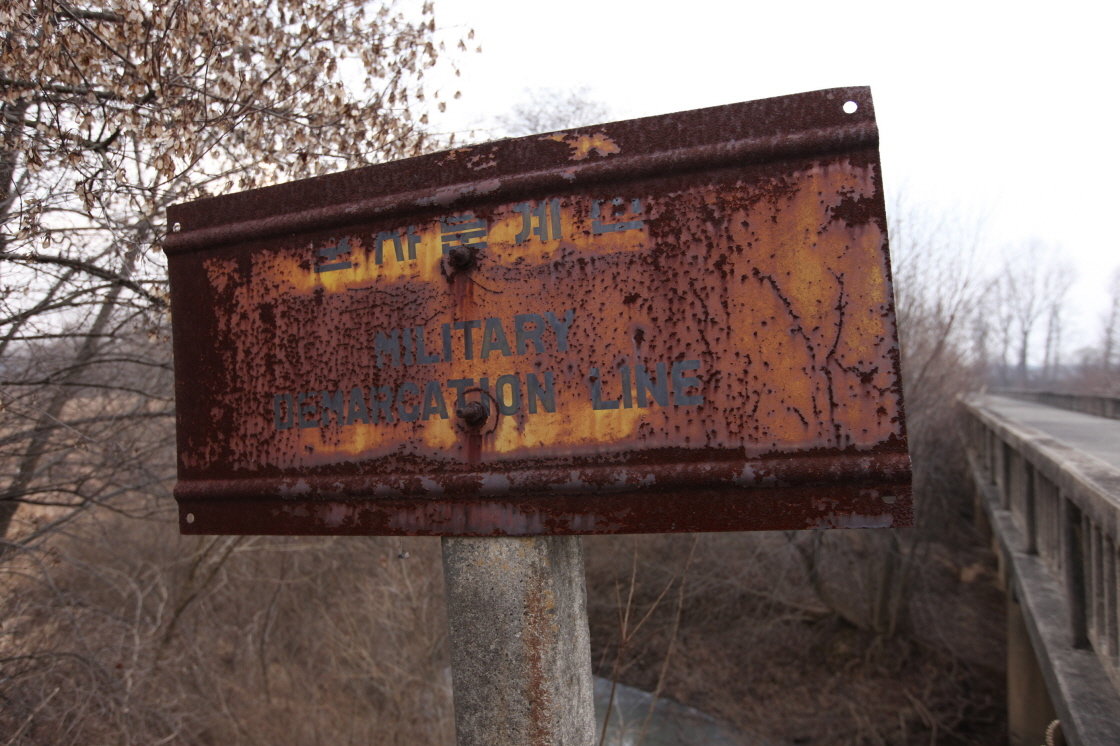 군사분계선
MILITARY
DEMARCATION LINE